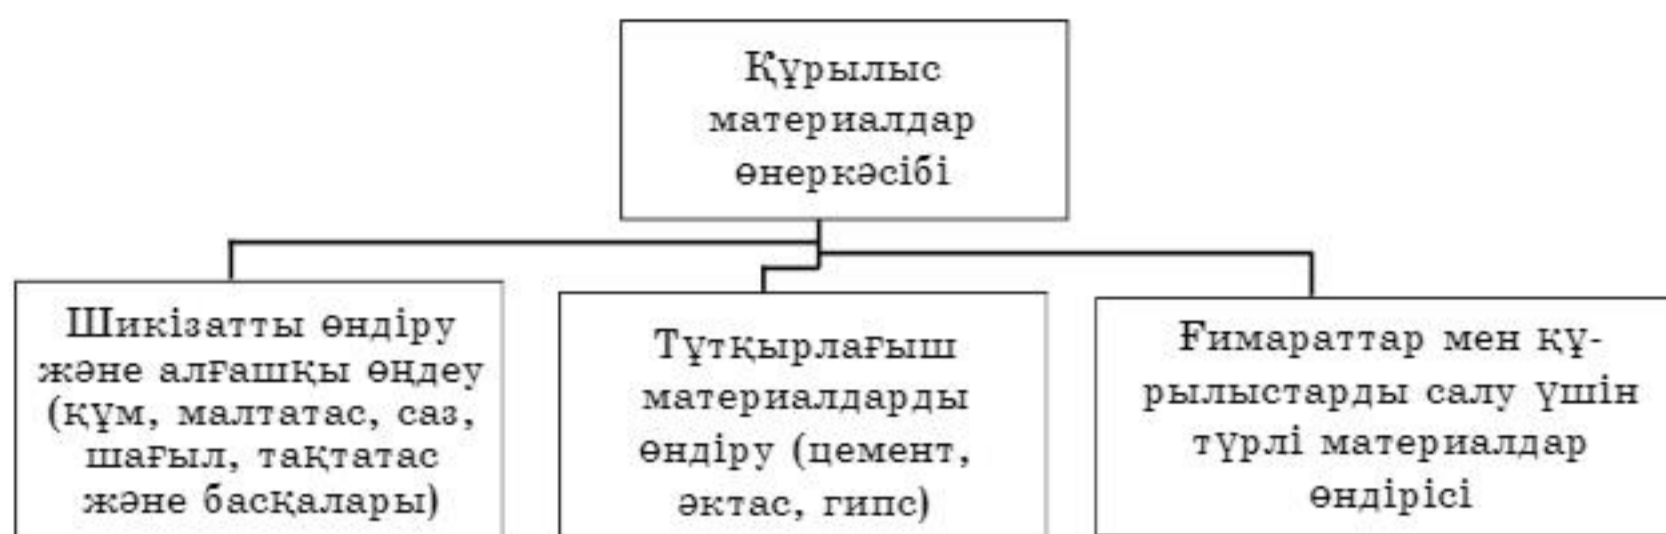 Құрылыс
материалдар
өнеркәсібі
Шикізатты өндіру
және алғашқы өңдеу
(құм, малтатас, саз,
шағыл, тақтатас
және басқалары)
Тұтқырлағыш
материалдарды
өндіру (цемент,
әктас, гипс)
Ғимараттар мен құ-
рылыстарды салу үшін
түрлі материалдар
өндірісі